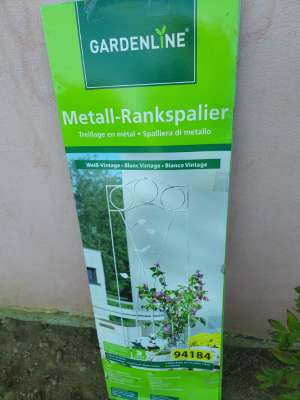 GARDENLINE®
Metall-Rankspalier
Treillage en métal • Spalliera di metallo
Weiß-Vintage • Blanc Vintage • Bianco Vintage
94184